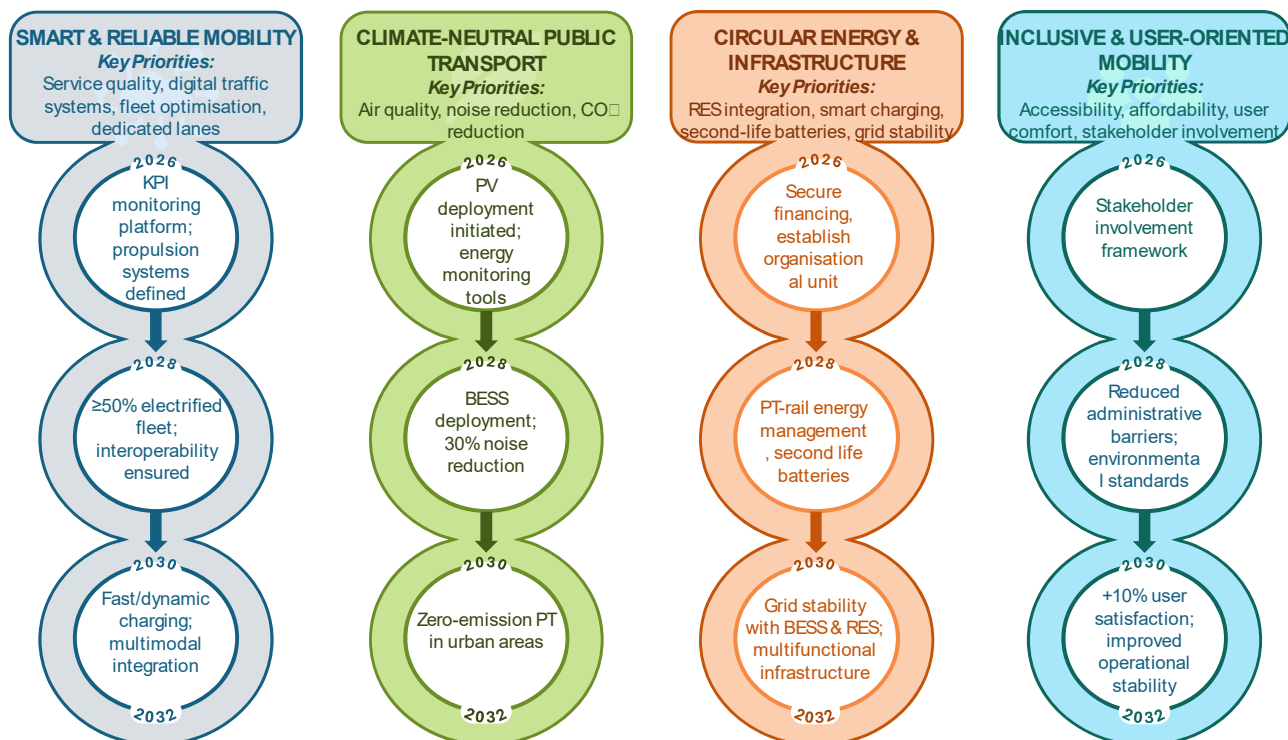 SMART & RELIABLE MOBILITY
Key Priorities:
Service quality, digital traffic
systems, fleet optimisation,
dedicated lanes
2026
KPI
monitoring
platform;
propulsion
systems
defined
2028
≥50% electrified
fleet;
interoperability
ensured
2030
Fast/dynamic
charging;
multimodal
integration
2032
CLIMATE-NEUTRAL PUBLIC
TRANSPORT
Key Priorities:
Air quality, noise reduction, CO□
reduction
2026
PV
deployment
initiated;
energy
monitoring
tools
2028
BESS
deployment;
30% noise
reduction
2030
Zero-emission PT
in urban areas
2032
CIRCULAR ENERGY &
INFRASTRUCTURE
Key Priorities:
RES integration, smart charging,
second-life batteries, grid stability
2026
Secure
financing,
establish
organisation
al unit
2028
PT-rail energy
management
, second life
batteries
2030
Grid stability
with BESS & RES;
multifunctional
infrastructure
2032
INCLUSIVE & USER-ORIENTED
MOBILITY
Key Priorities:
Accessibility, affordability, user
comfort, stakeholder involvement
2026
Stakeholder
involvement
framework
2028
Reduced
administrative
barriers;
environmenta
l standards
2030
+10% user
satisfaction;
improved
operational
stability
2032